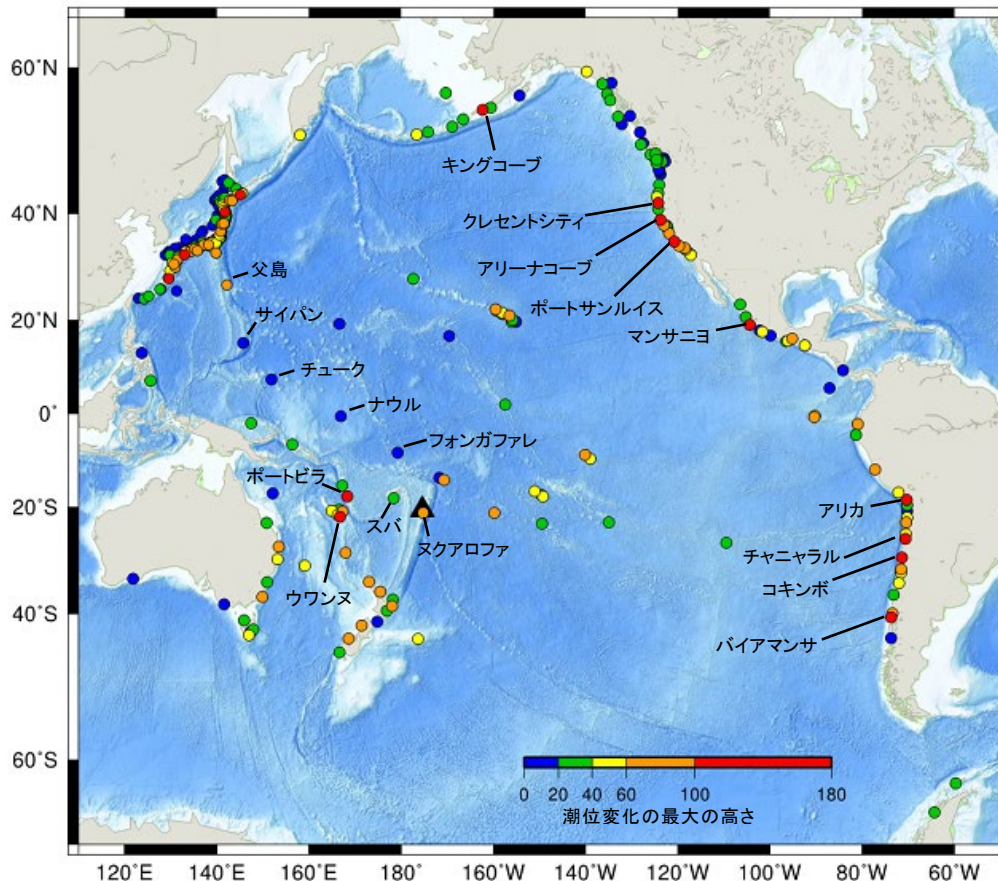 60°N
キングコーブ
クレセントシティ
40°N
アリーナコーブ
父島
ポートサンルイス
20°N
サイパン
マンサニヨ
チューク
0°
ナウル
フォンガファレ
ポートビラ
20°S
スバ
アリカ
ヌクアロファ
チャニャラル
ウワンヌ
コキンボ
40°S
バイアマンサ
60°S
0 20 40 60 100 180
潮位変化の最大の高さ
120°E 140°E 160°E 180° 160°W 140°W 120°W 100°W 80°W 60°W